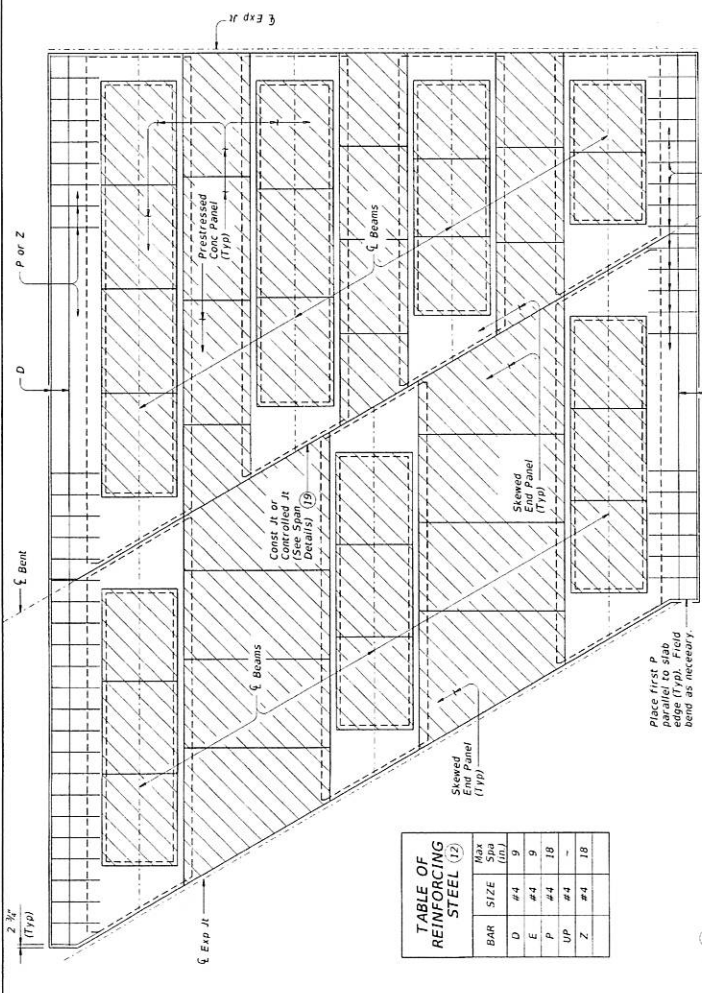 ℄ Exp Jt
P or Z
D
℄ Bent
2 ¾"
(Typ)
Prestressed
Conc Panel
(Typ)
℄ Beams
Const Jt or
Controlled Jt
(See Span
Details) 19
℄ Beams
Skewed
End Panel
(Typ)
Skewed
End Panel
(Typ)
℄ Exp Jt
Place first P
parallel to slab
edge (Typ). Field
bend as neceeary.
TABLE OF
REINFORCING
STEEL 12
BAR SIZE Max Spa (in.)
D #4 9
E #4 9
P #4 18
UP #4 ~
Z #4 18